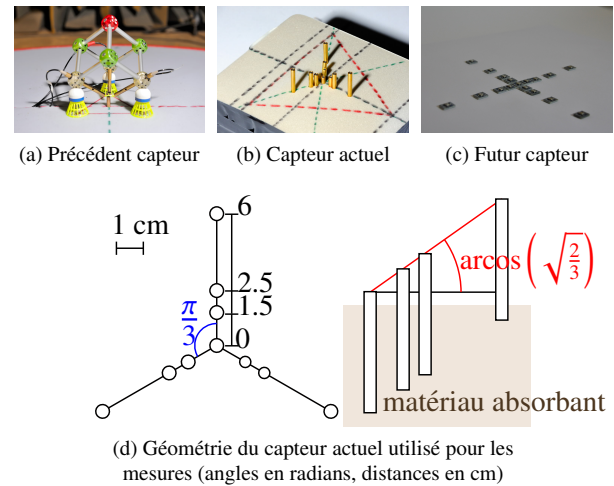 (a) Précédent capteur
(b) Capteur actuel
(c) Futur capteur
1 cm
6
2.5
1.5
0
π/3
arcos(√(2/3))
matériau absorbant
(d) Géométrie du capteur actuel utilisé pour les
mesures (angles en radians, distances en cm)